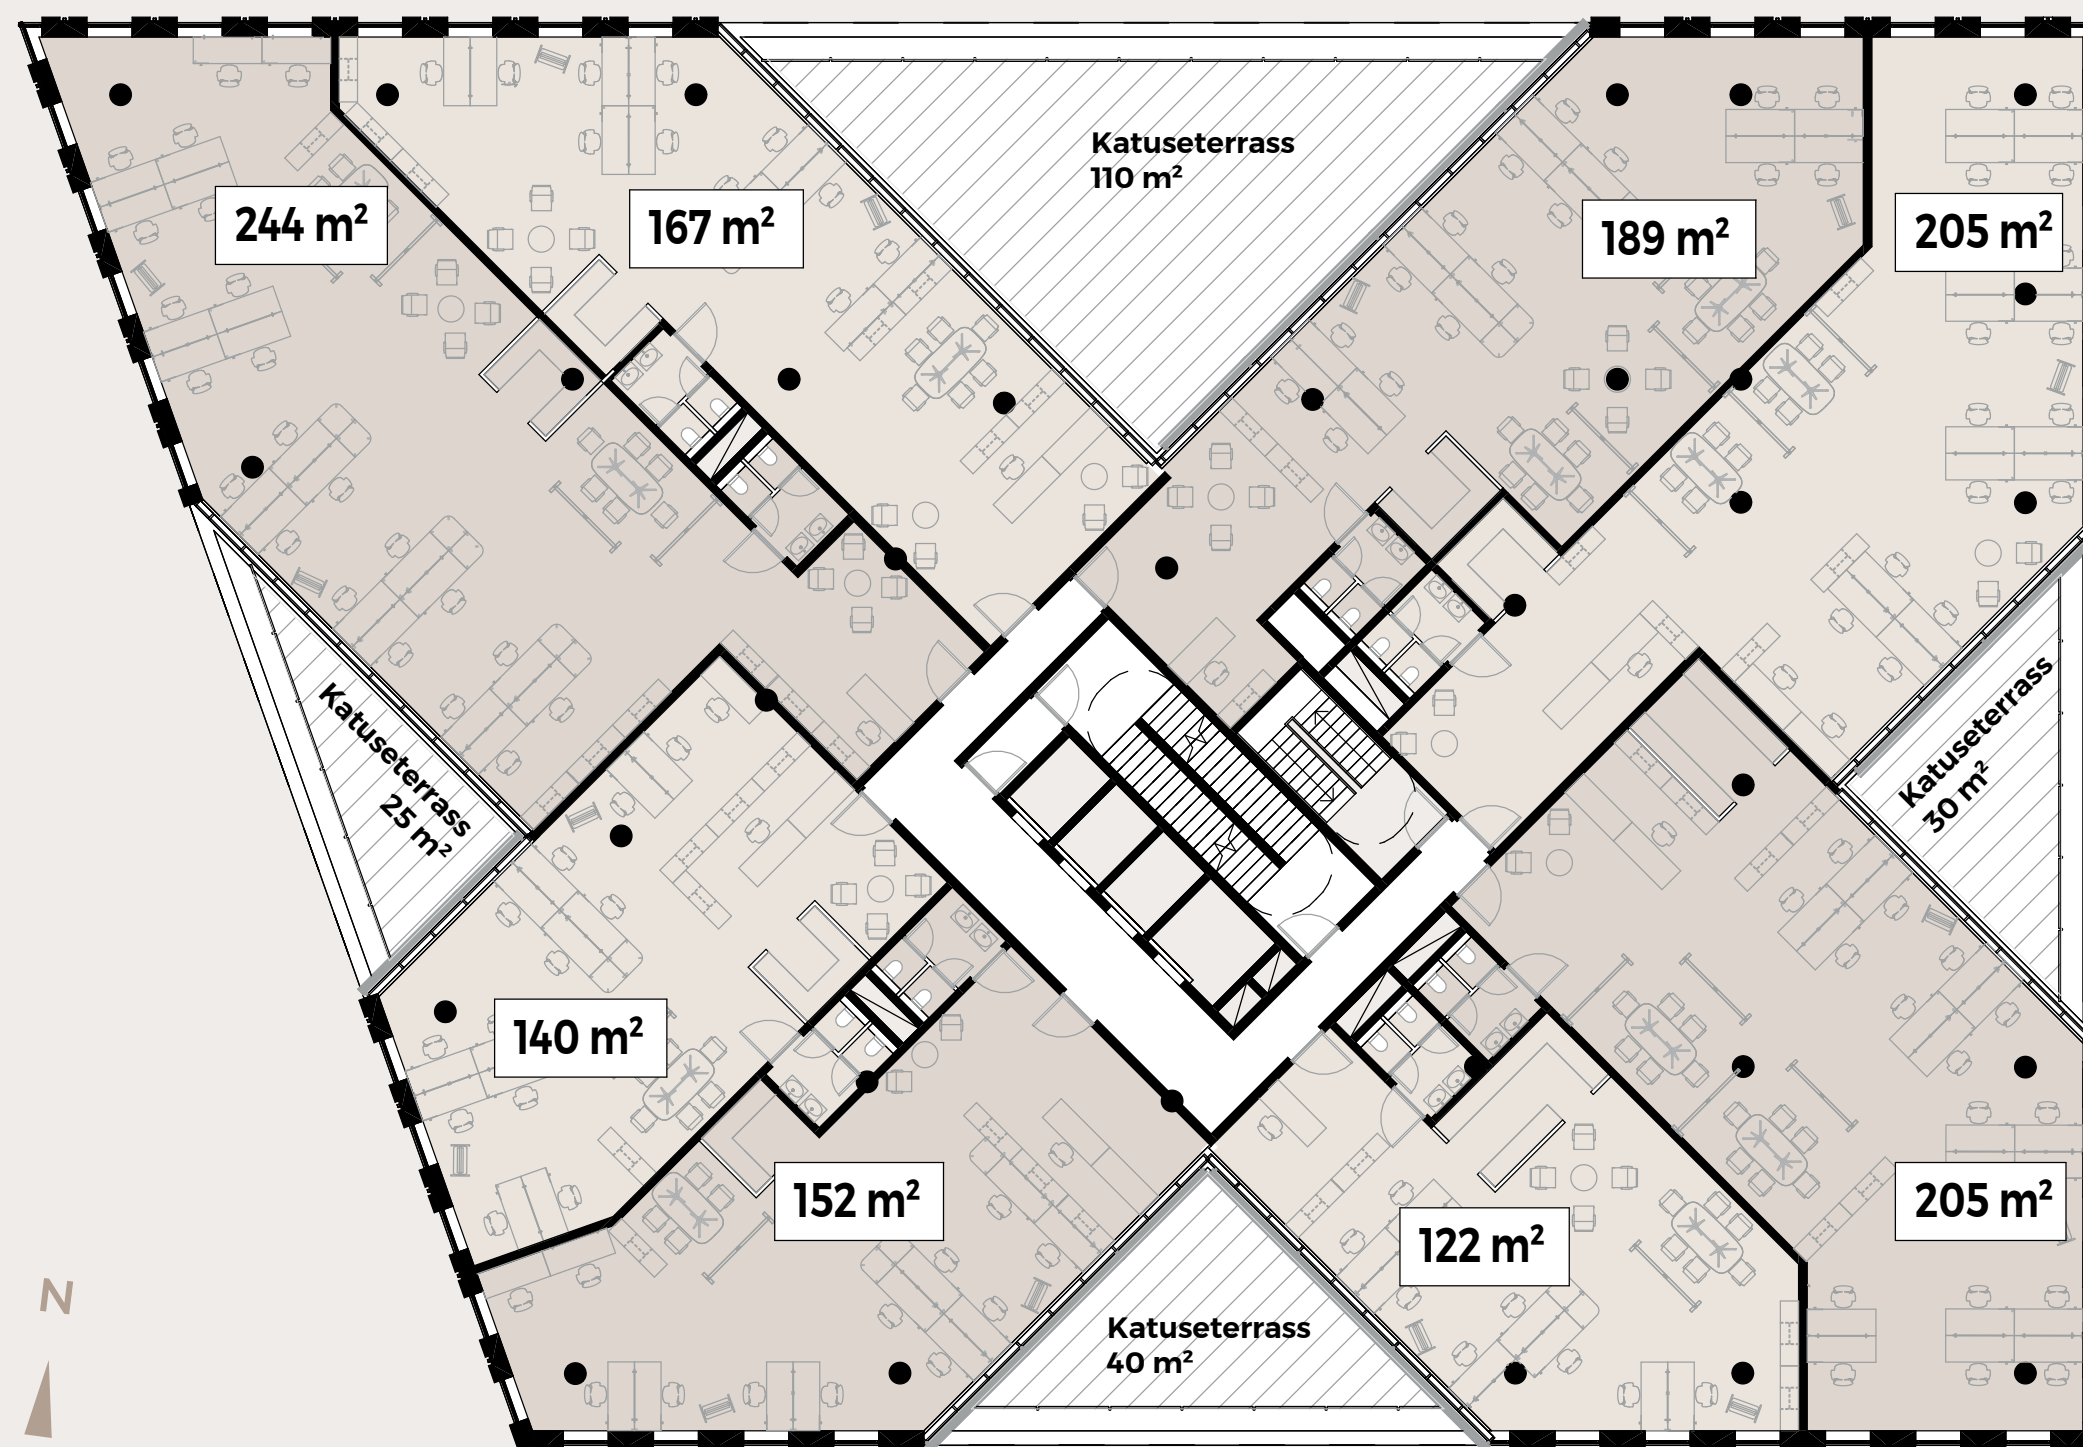 Katuseterrass
110 m²
244 m²
167 m²
189 m²
205 m²
Katuseterrass
25 m²
Katuseterrass
30 m²
140 m²
152 m²
122 m²
205 m²
Katuseterrass
40 m²
N